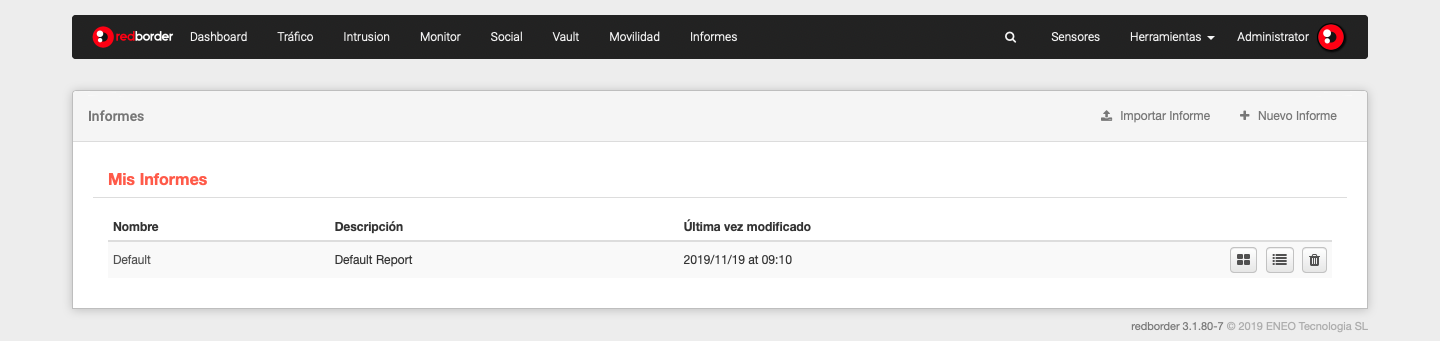 redborder Dashboard Tráfico Intrusion Monitor Social Vault Movilidad Informes Sensores Herramientas Administrator
Informes Importar Informe Nuevo Informe
Mis Informes
Nombre Descripción Última vez modificado
Default Default Report 2019/11/19 at 09:10
redborder 3.1.80-7 © 2019 ENEO Tecnologia SL